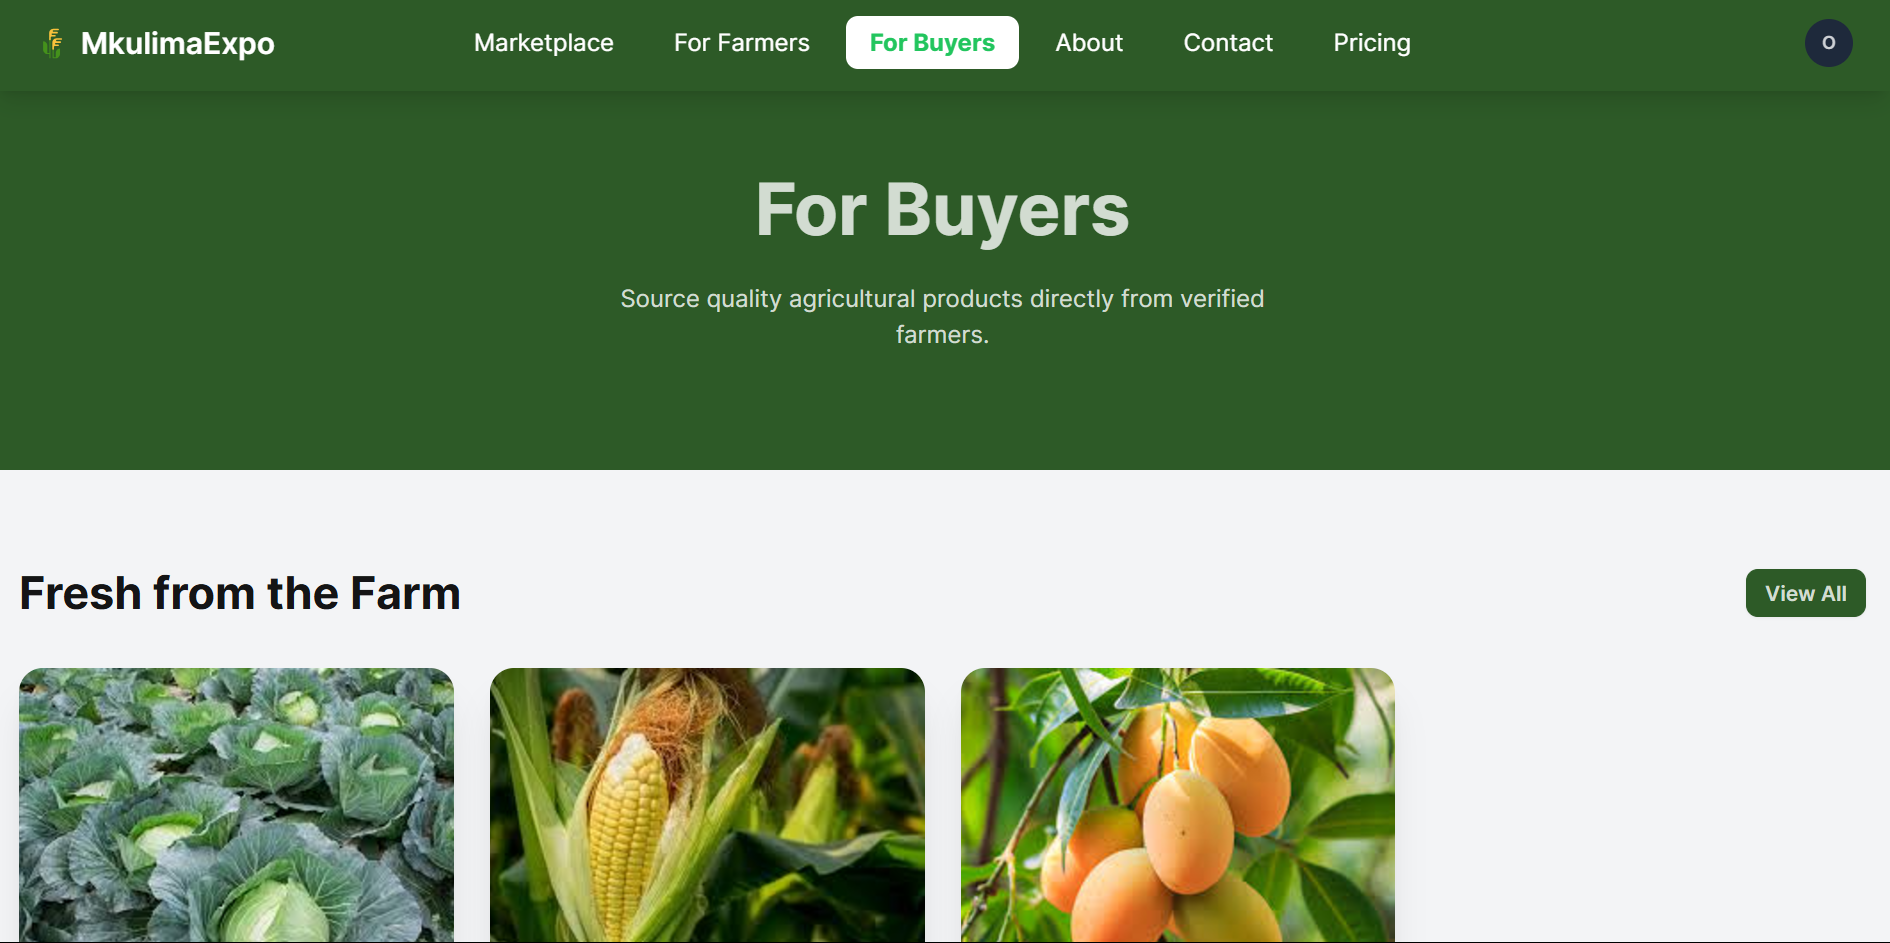 MkulimaExpo
Marketplace
For Farmers
For Buyers
About
Contact
Pricing
O
For Buyers
Source quality agricultural products directly from verified
farmers.
Fresh from the Farm
View All